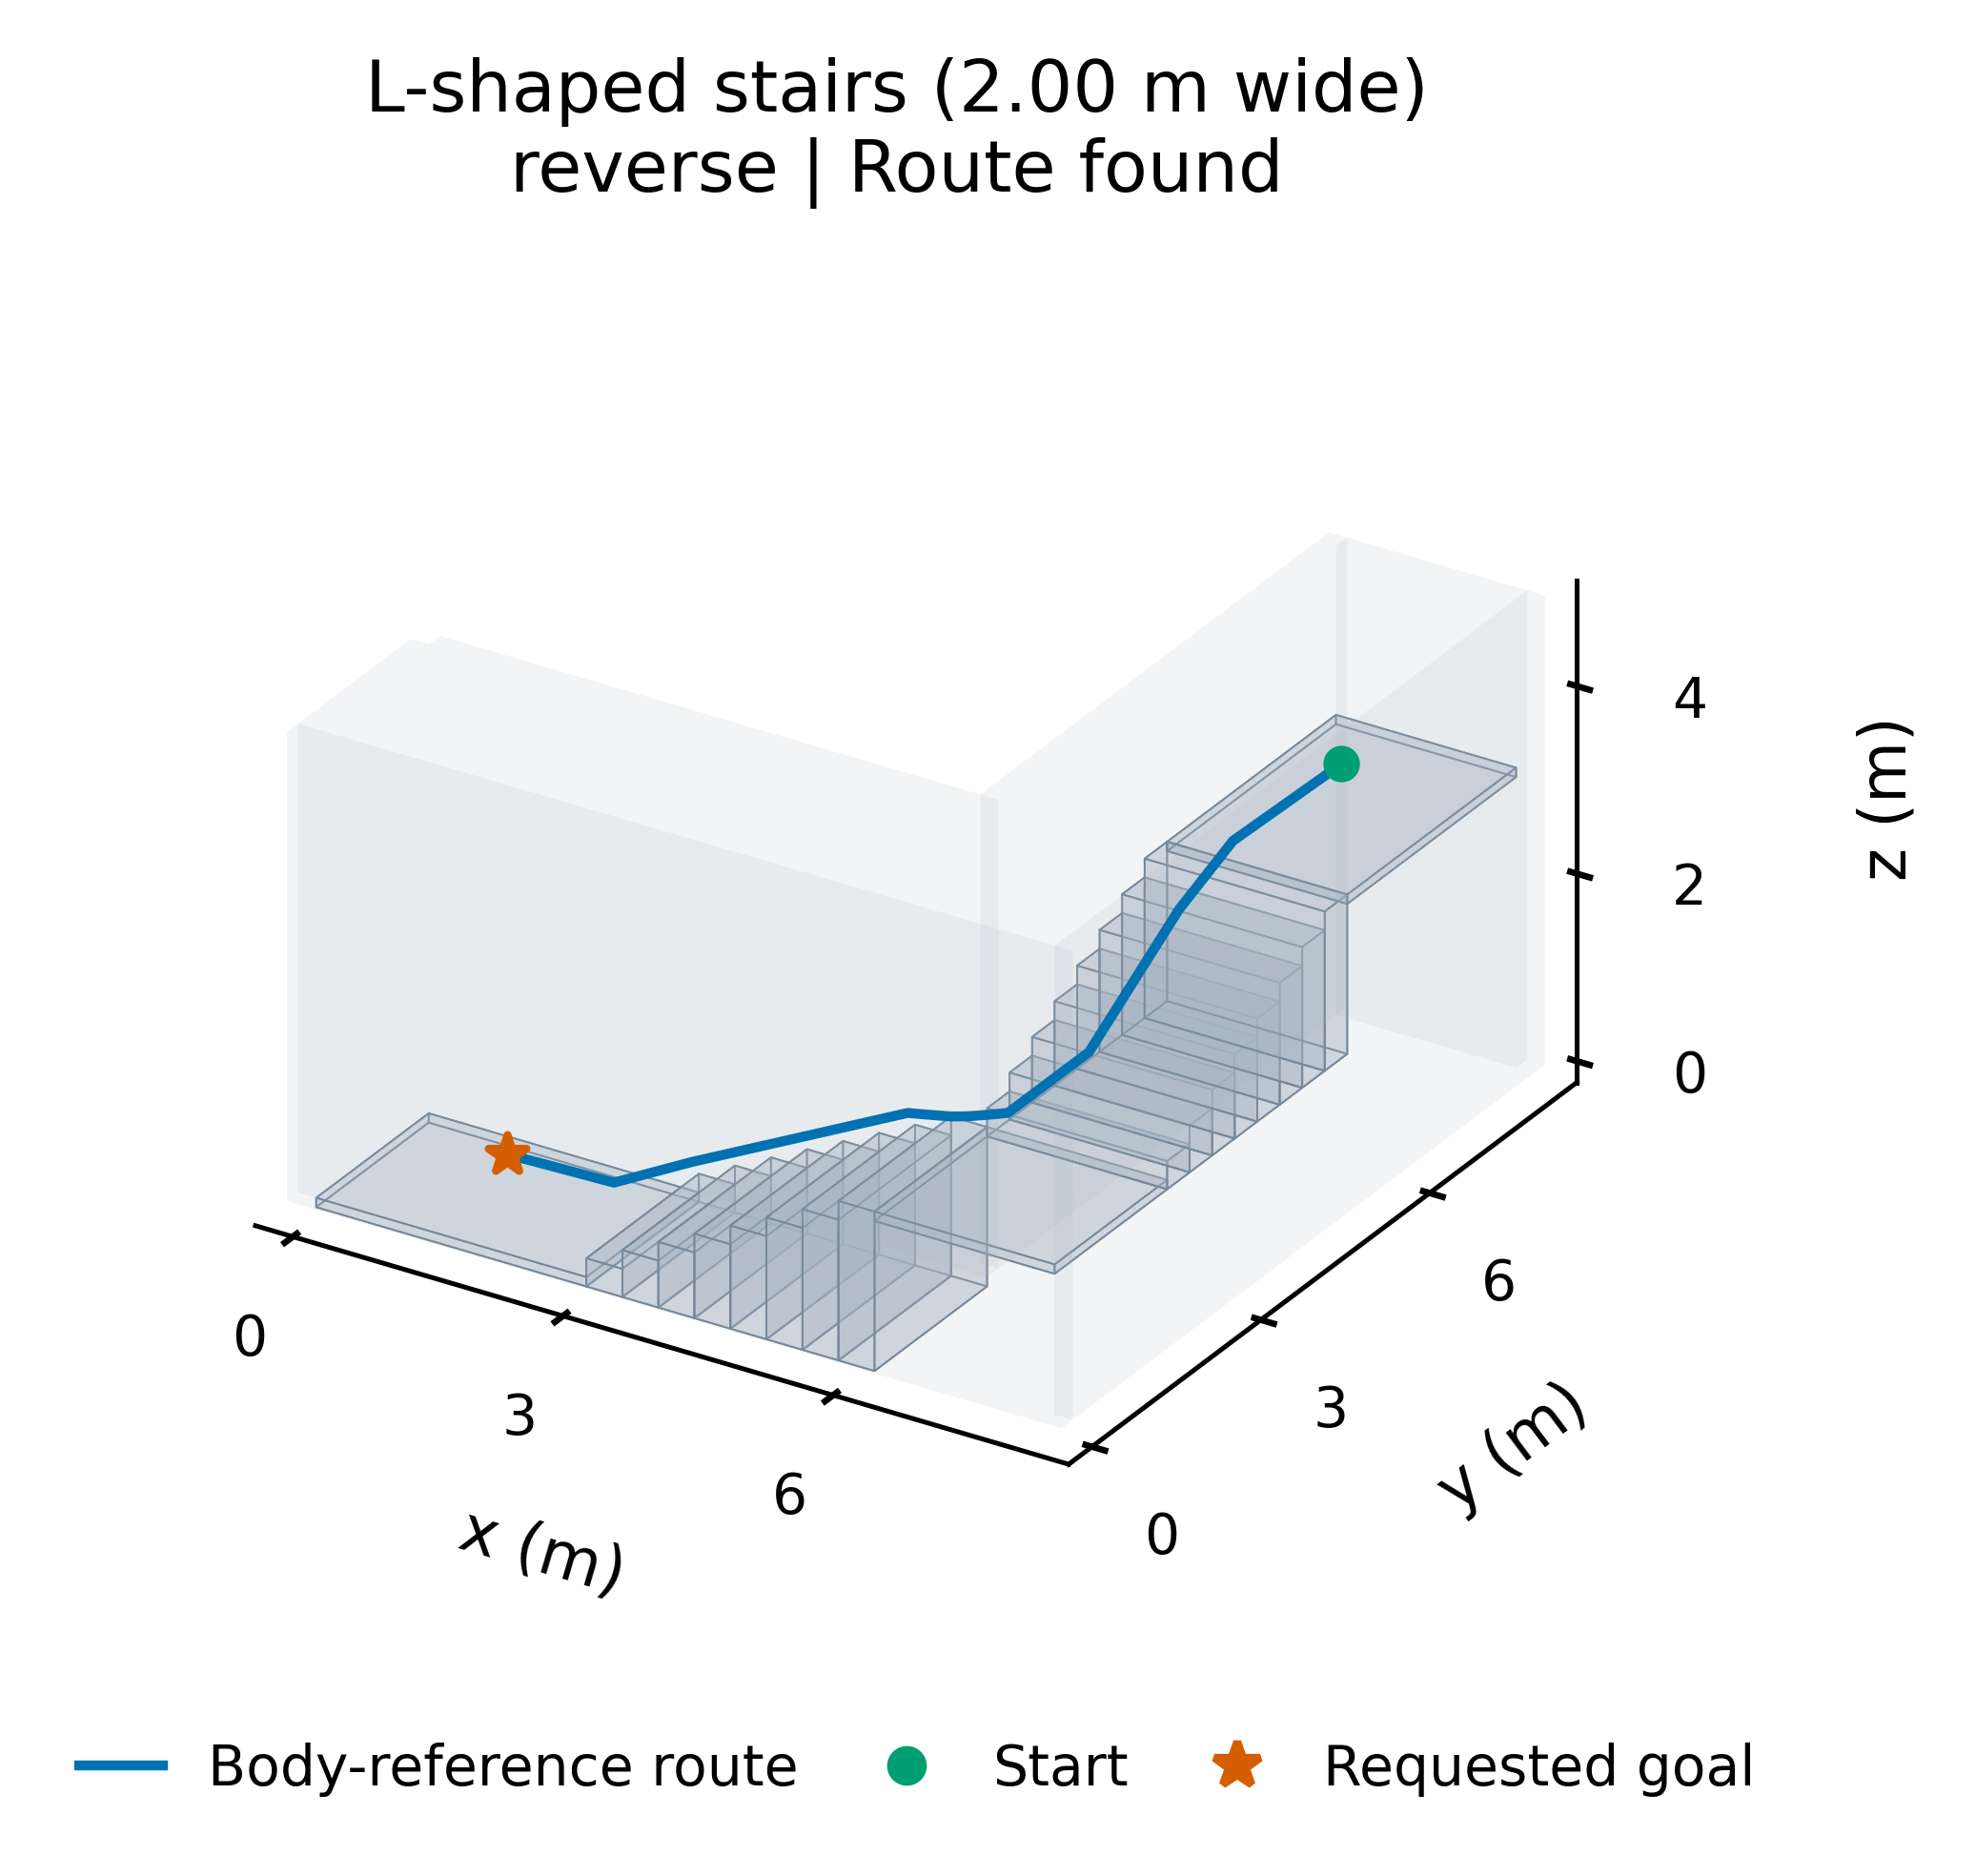 L-shaped stairs (2.00 m wide)
reverse | Route found
4
2
0
z (m)
6
3
0
y (m)
0
3
6
x (m)
Body-reference route
Start
Requested goal